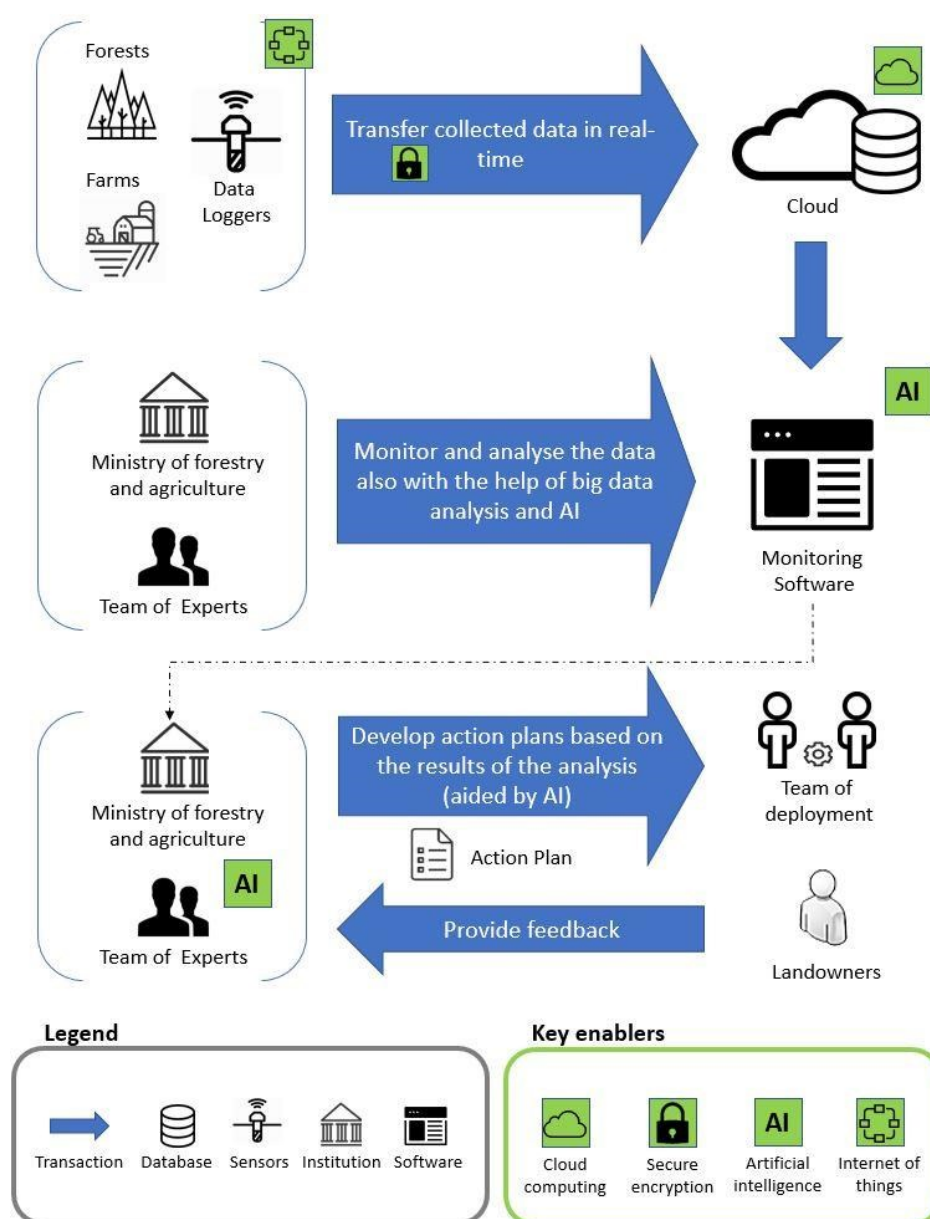 Forests
Farms
Data
Loggers
Transfer collected data in real-
time
Cloud
Ministry of forestry
and agriculture
Team of Experts
Monitor and analyse the data
also with the help of big data
analysis and AI
AI
Monitoring
Software
Ministry of forestry
and agriculture
AI
Team of Experts
Develop action plans based on
the results of the analysis
(aided by AI)
Action Plan
Provide feedback
Team of
deployment
Landowners
Legend
Transaction
Database
Sensors
Institution
Software
Key enablers
Cloud
computing
Secure
encryption
AI
Artificial
intelligence
Internet of
things